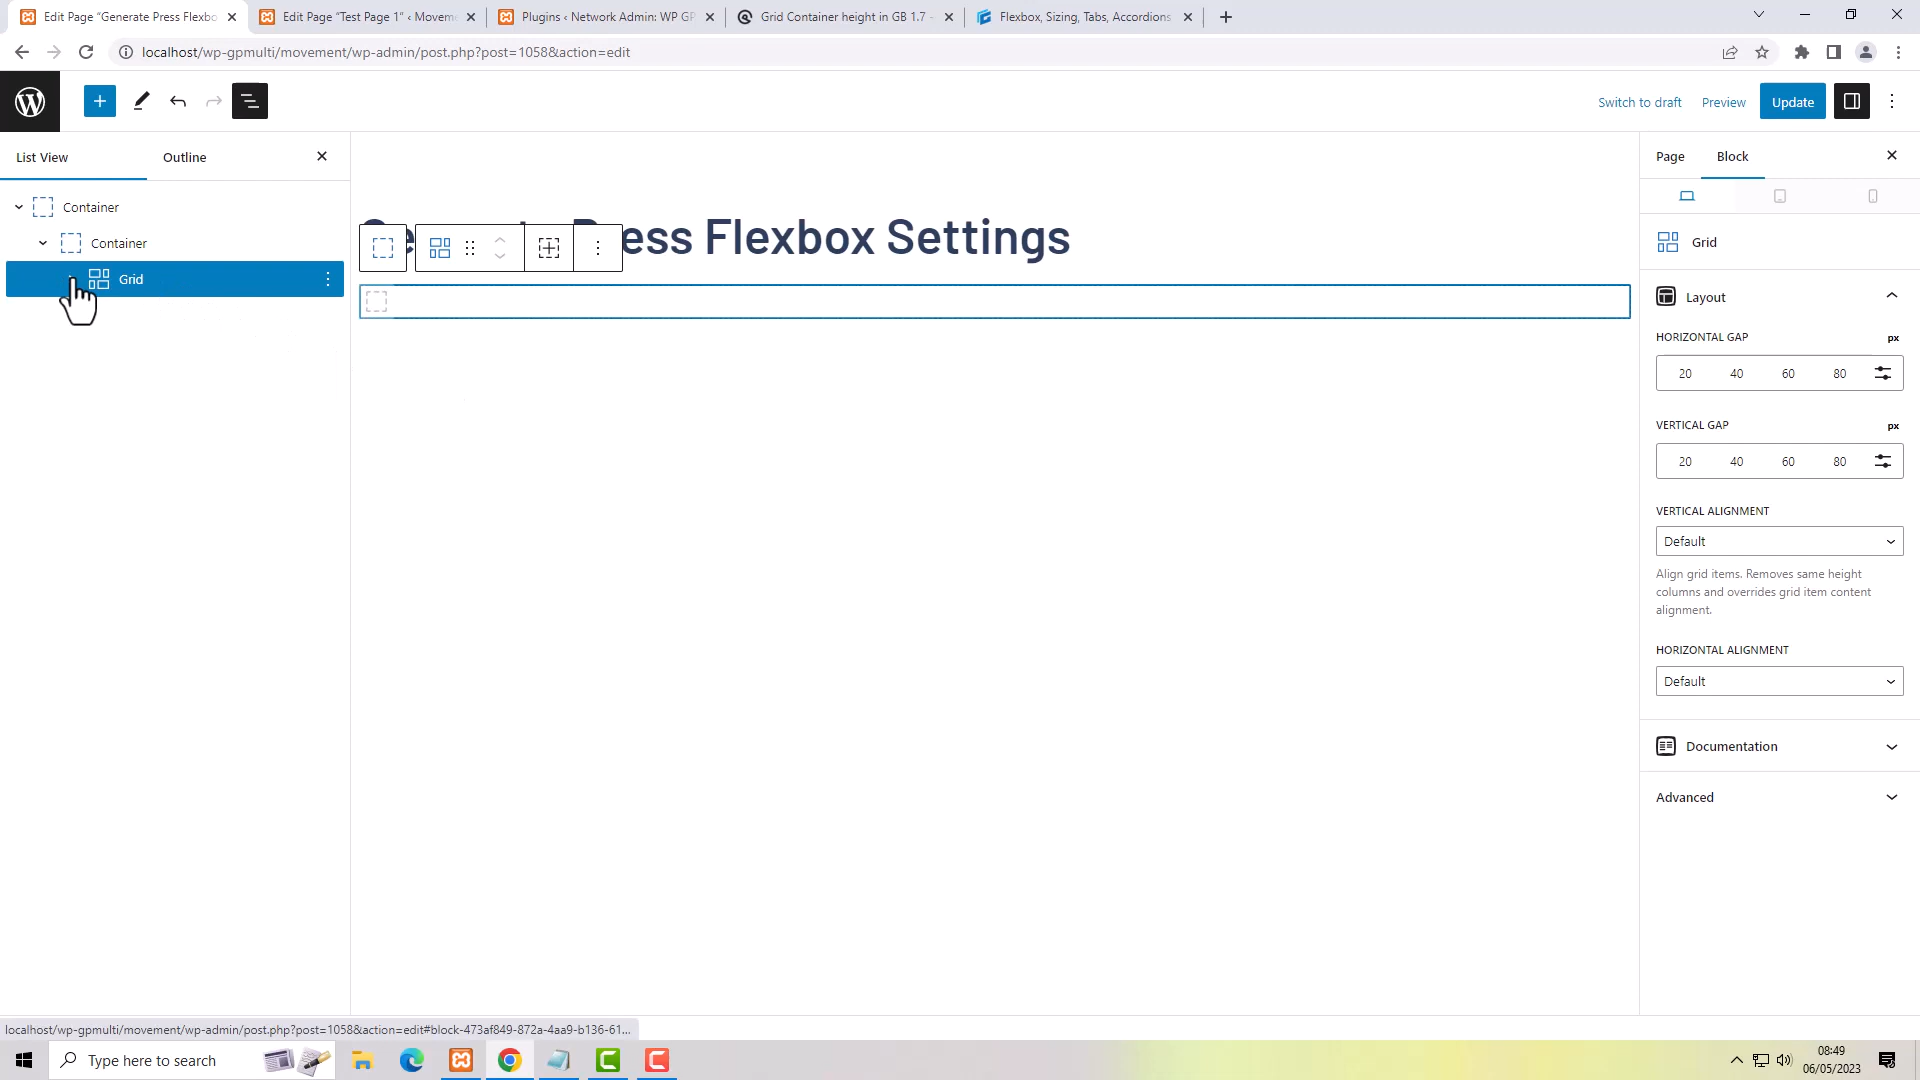 Edit Page “Generate Press Flexbo
Edit Page “Test Page 1” ‹ Moveme
Plugins ‹ Network Admin: WP GP
Grid Container height in GB 1.7 -
Flexbox, Sizing, Tabs, Accordions
localhost/wp-gpmulti/movement/wp-admin/post.php?post=1058&action=edit
Switch to draft
Preview
Update
List View
Outline
Page
Block
Container
Container
Grid
Press Flexbox Settings
Grid
Layout
HORIZONTAL GAP
px
20 40 60 80
VERTICAL GAP
px
20 40 60 80
VERTICAL ALIGNMENT
Default
Align grid items. Removes same height
columns and overrides grid item content
alignment.
HORIZONTAL ALIGNMENT
Default
Documentation
Advanced
localhost/wp-gpmulti/movement/wp-admin/post.php?post=1058&action=edit#block-473af849-872a-4aa9-b136-61...
Type here to search
08:49
06/05/2023